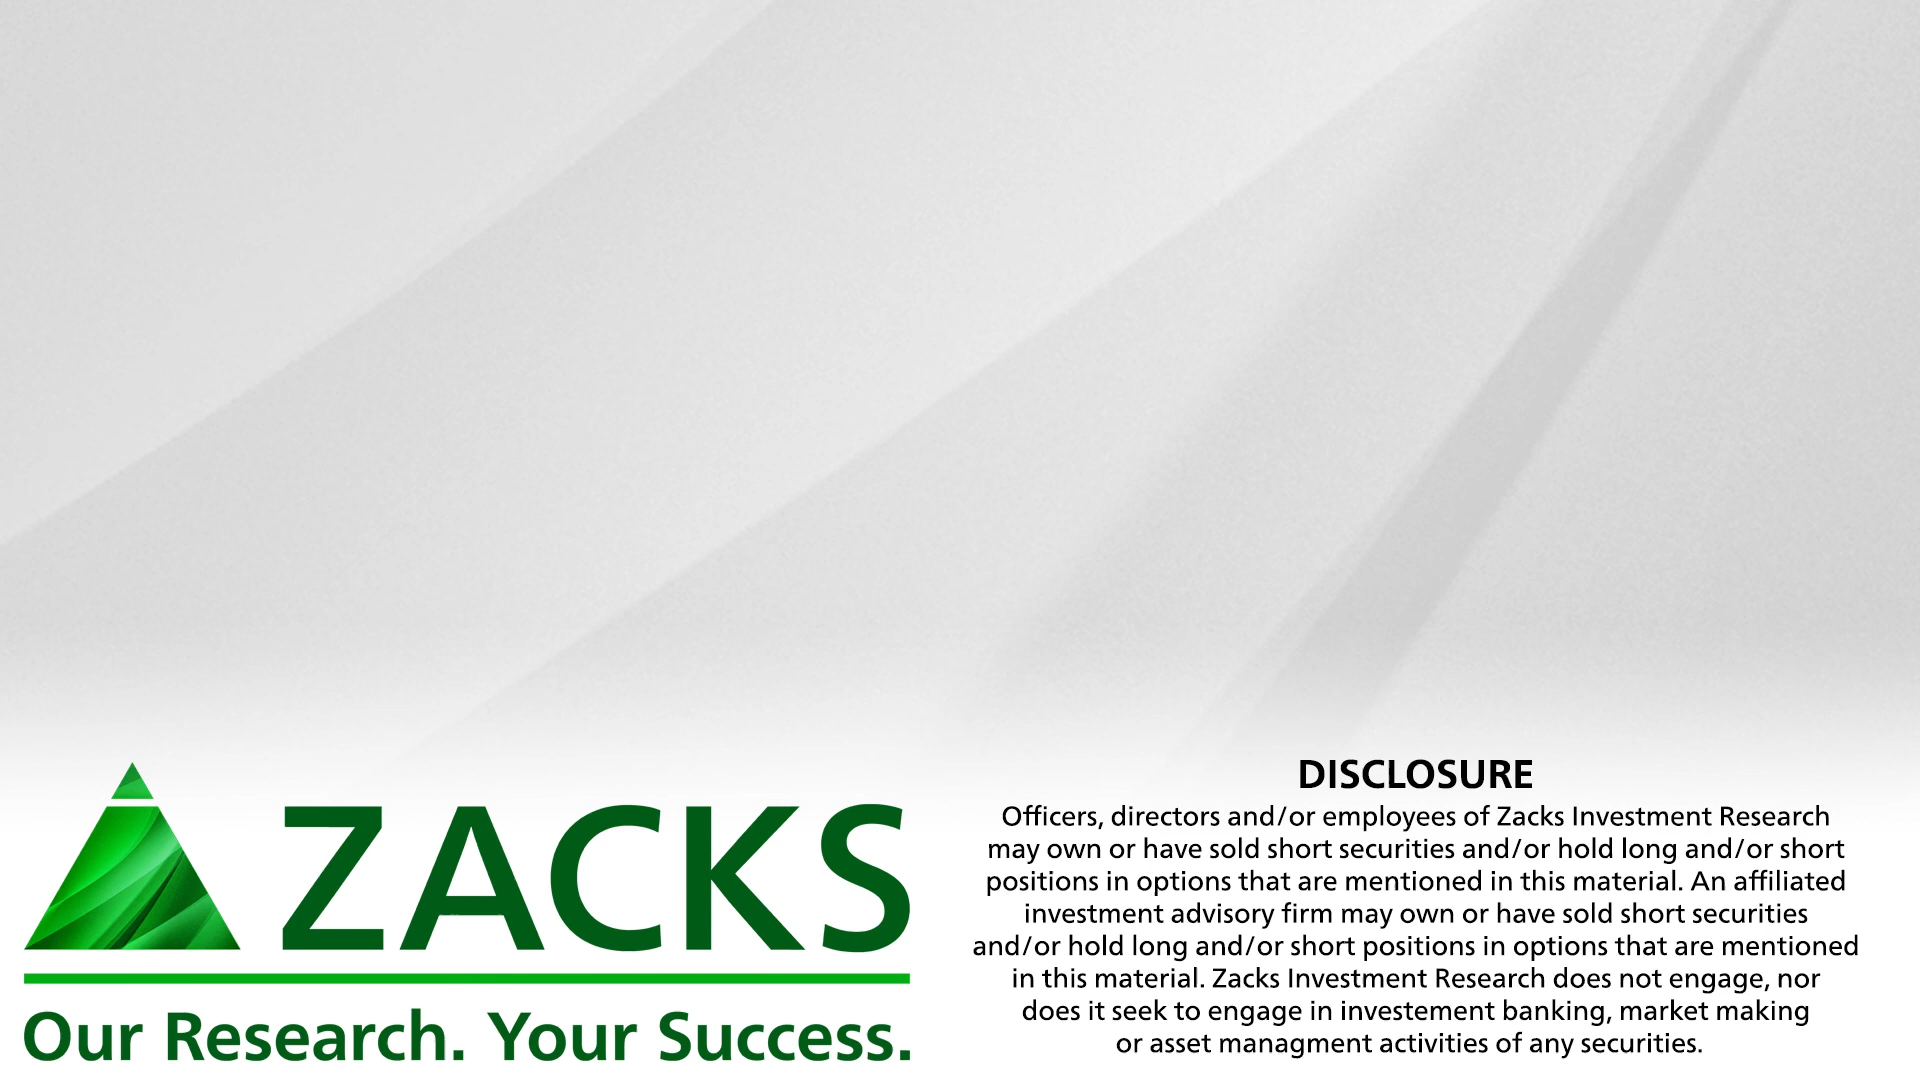 ZACKS
Our Research. Your Success.
DISCLOSURE
Officers, directors and/or employees of Zacks Investment Research
may own or have sold short securities and/or hold long and/or short
positions in options that are mentioned in this material. An affiliated
investment advisory firm may own or have sold short securities
and/or hold long and/or short positions in options that are mentioned
in this material. Zacks Investment Research does not engage, nor
does it seek to engage in investement banking, market making
or asset managment activities of any securities.